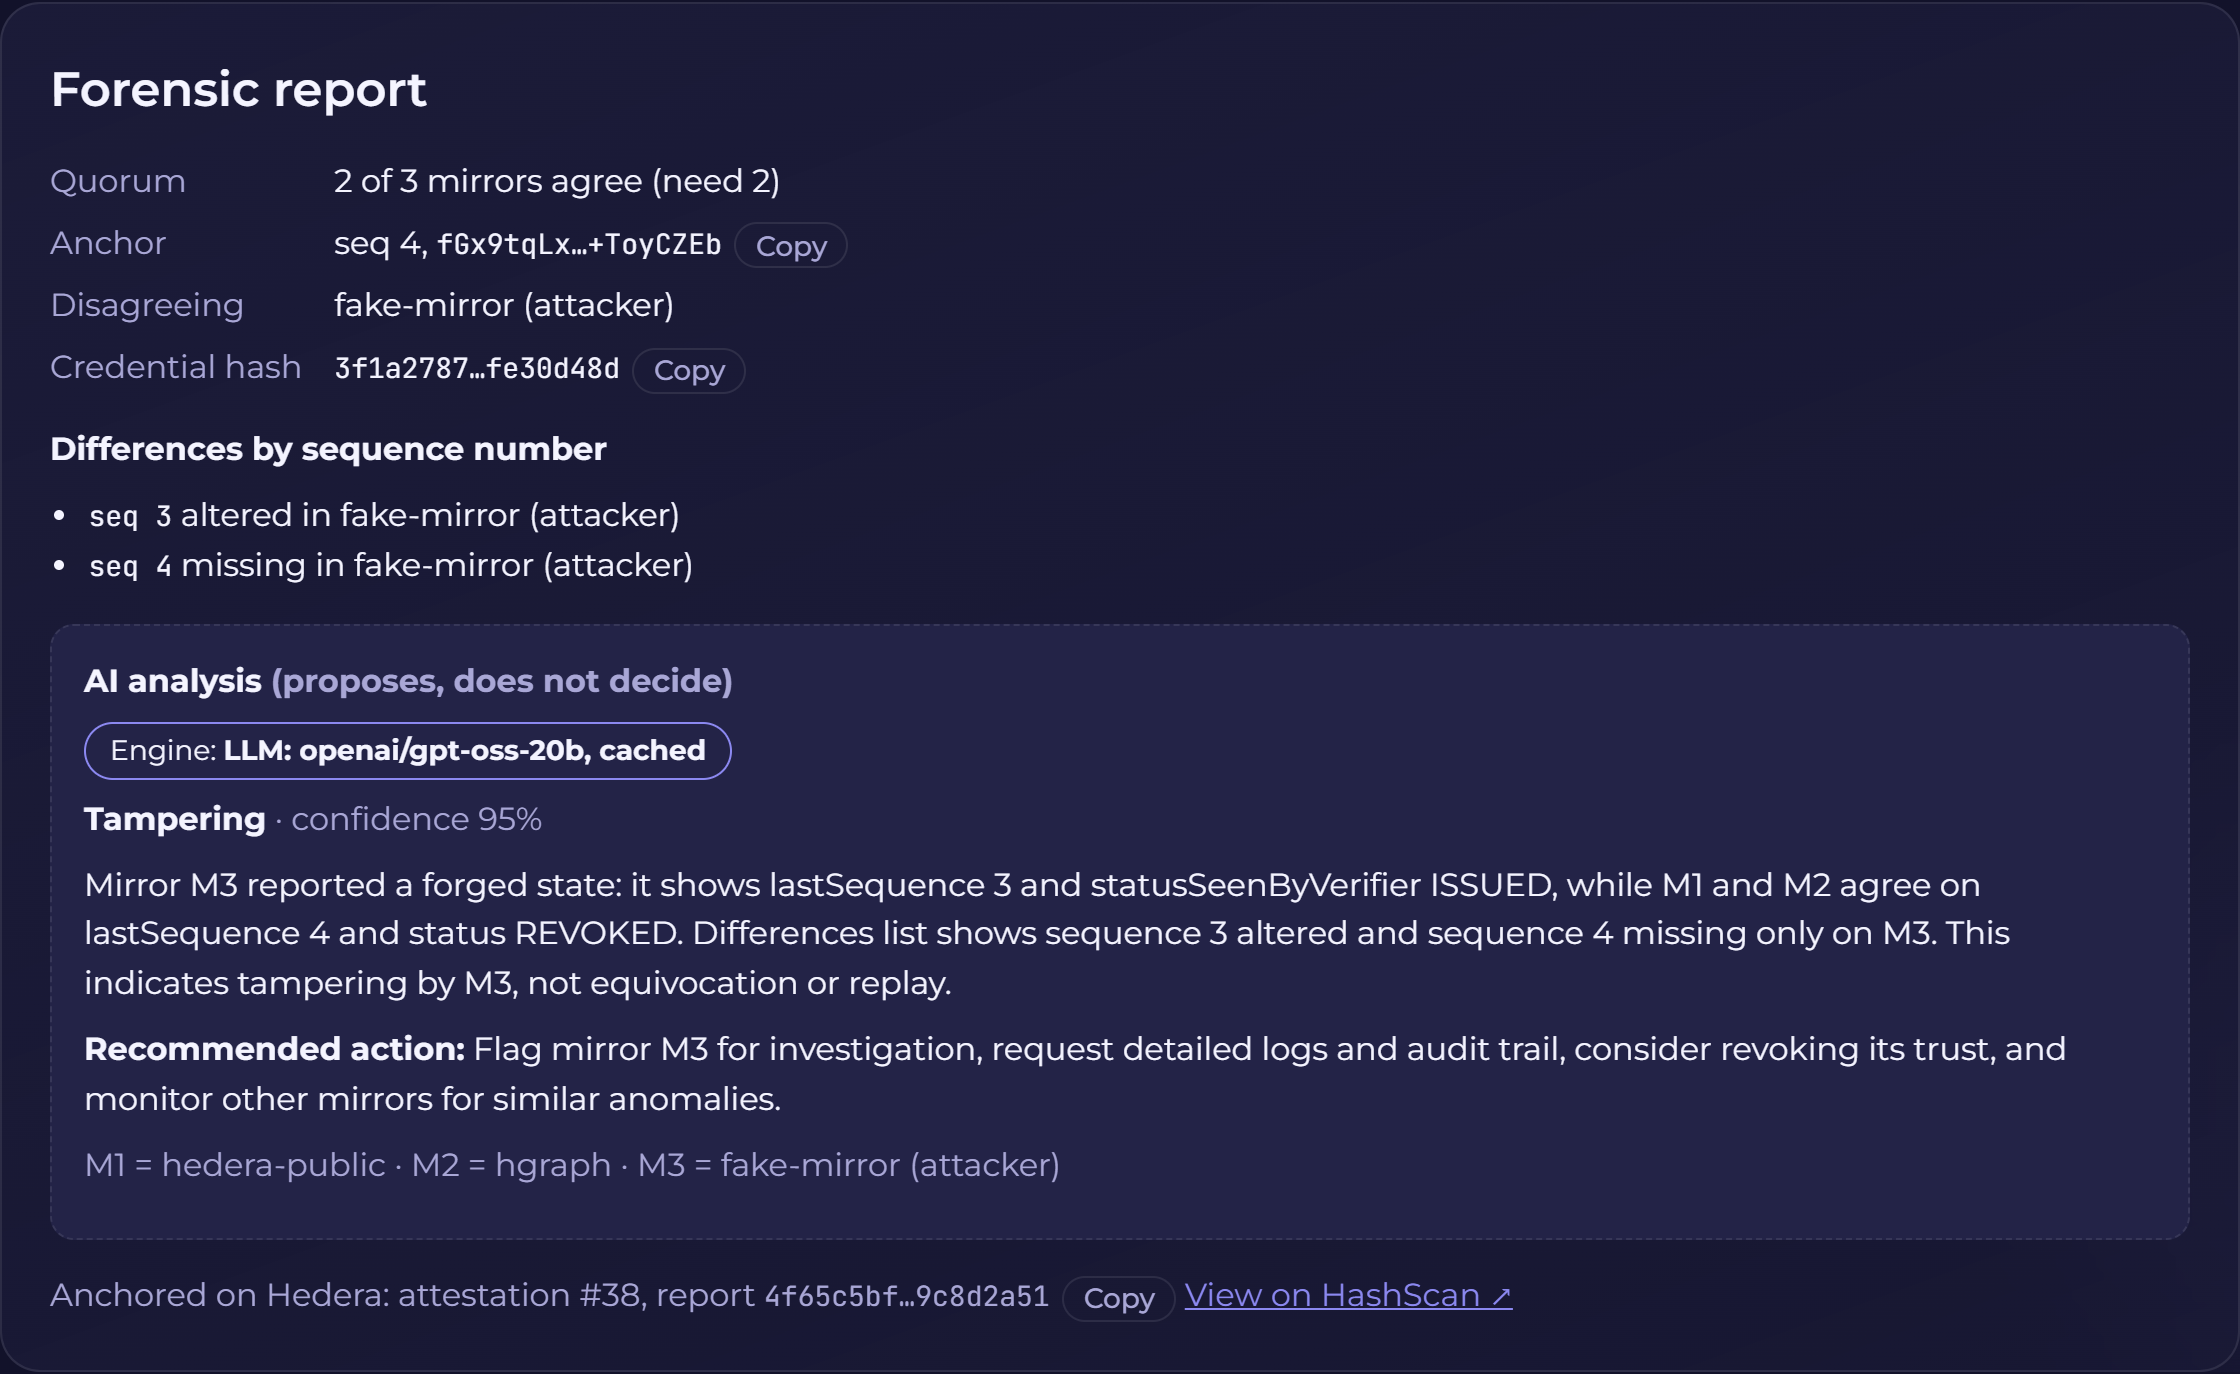 Forensic report
Quorum 2 of 3 mirrors agree (need 2)
Anchor seq 4, fGx9tqLx…+ToyCZEb Copy
Disagreeing fake-mirror (attacker)
Credential hash 3f1a2787…fe30d48d Copy
Differences by sequence number
• seq 3 altered in fake-mirror (attacker)
• seq 4 missing in fake-mirror (attacker)
AI analysis (proposes, does not decide)
Engine: LLM: openai/gpt-oss-20b, cached
Tampering · confidence 95%
Mirror M3 reported a forged state: it shows lastSequence 3 and statusSeenByVerifier ISSUED, while M1 and M2 agree on
lastSequence 4 and status REVOKED. Differences list shows sequence 3 altered and sequence 4 missing only on M3. This
indicates tampering by M3, not equivocation or replay.
Recommended action: Flag mirror M3 for investigation, request detailed logs and audit trail, consider revoking its trust, and
monitor other mirrors for similar anomalies.
M1 = hedera-public · M2 = hgraph · M3 = fake-mirror (attacker)
Anchored on Hedera: attestation #38, report 4f65c5bf…9c8d2a51 Copy View on HashScan ↗